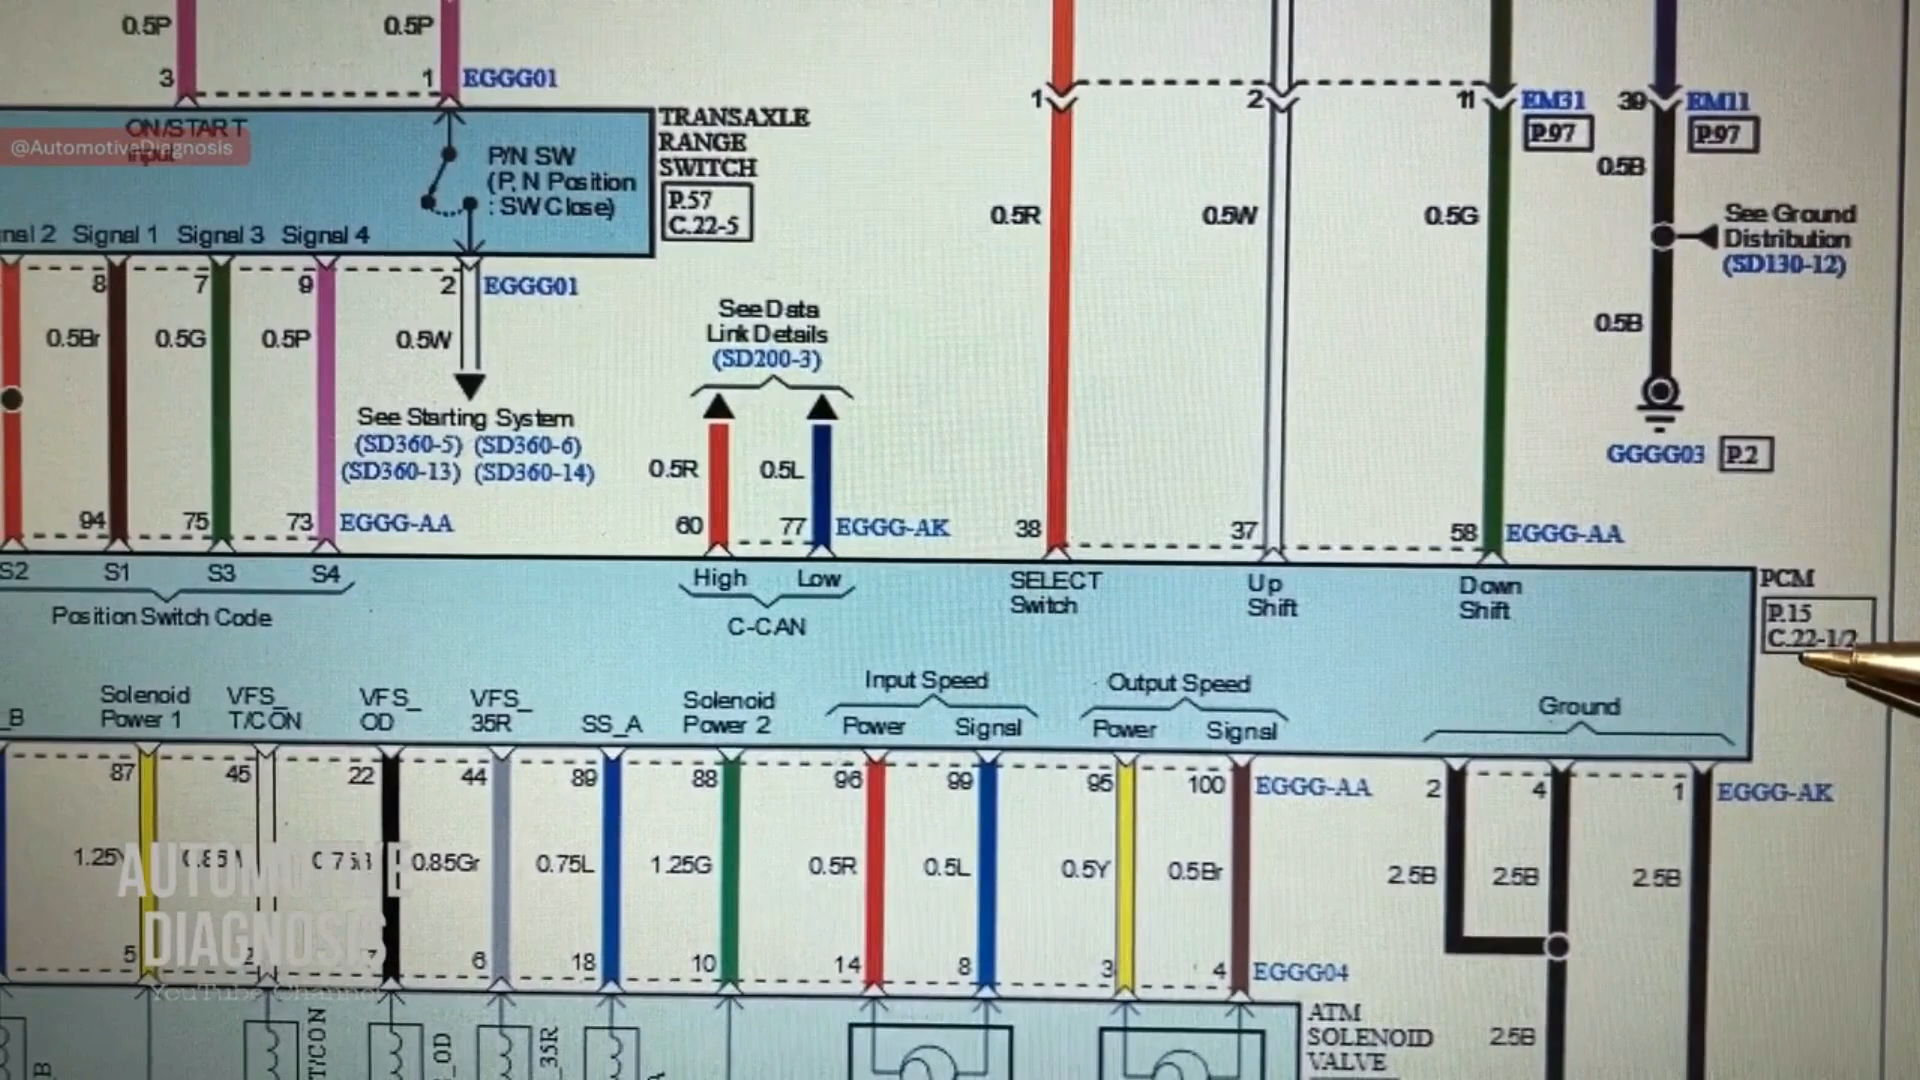 0.5P
0.5P
3
1
EGGG01
1
2
11
EM31
39
EM11
P.97
P.97
TRANSAXLE
RANGE
SWITCH
P.57
C.22-5
ON/START
Input
@AutomotiveDiagnosis
P/N SW
(P, N Position
: SW Close)
0.5B
0.5R
0.5W
0.5G
See Ground
Distribution
(SD130-12)
Signal 1
Signal 3
Signal 4
8
7
9
2
EGGG01
0.5Br
0.5G
0.5P
0.5W
See Data
Link Details
(SD200-3)
0.5B
See Starting System
(SD360-5) (SD360-6)
(SD360-13) (SD360-14)
0.5R
0.5L
GGGG03
P.2
94
75
73
EGGG-AA
60
77
EGGG-AK
38
37
58
EGGG-AA
S2
S1
S3
S4
Position Switch Code
High
Low
C-CAN
SELECT
Switch
Up
Shift
Down
Shift
PCM
P.15
C.22-1/2
_B
Solenoid
Power 1
VFS_
T/CON
VFS_
OD
VFS_
35R
SS_A
Solenoid
Power 2
Input Speed
Power
Signal
Output Speed
Power
Signal
Ground
87
45
22
44
89
88
96
99
95
100
EGGG-AA
2
4
1
EGGG-AK
0.85Gr
0.75L
1.25G
0.5R
0.5L
0.5Y
0.5Br
2.5B
2.5B
2.5B
AUTOMOTIVE
DIAGNOSIS
YouTube Channel
5
6
18
10
14
8
3
4
EGGG04
B
T/CON
_OD
_35R
ATM
SOLENOID
VALVE
2.5B